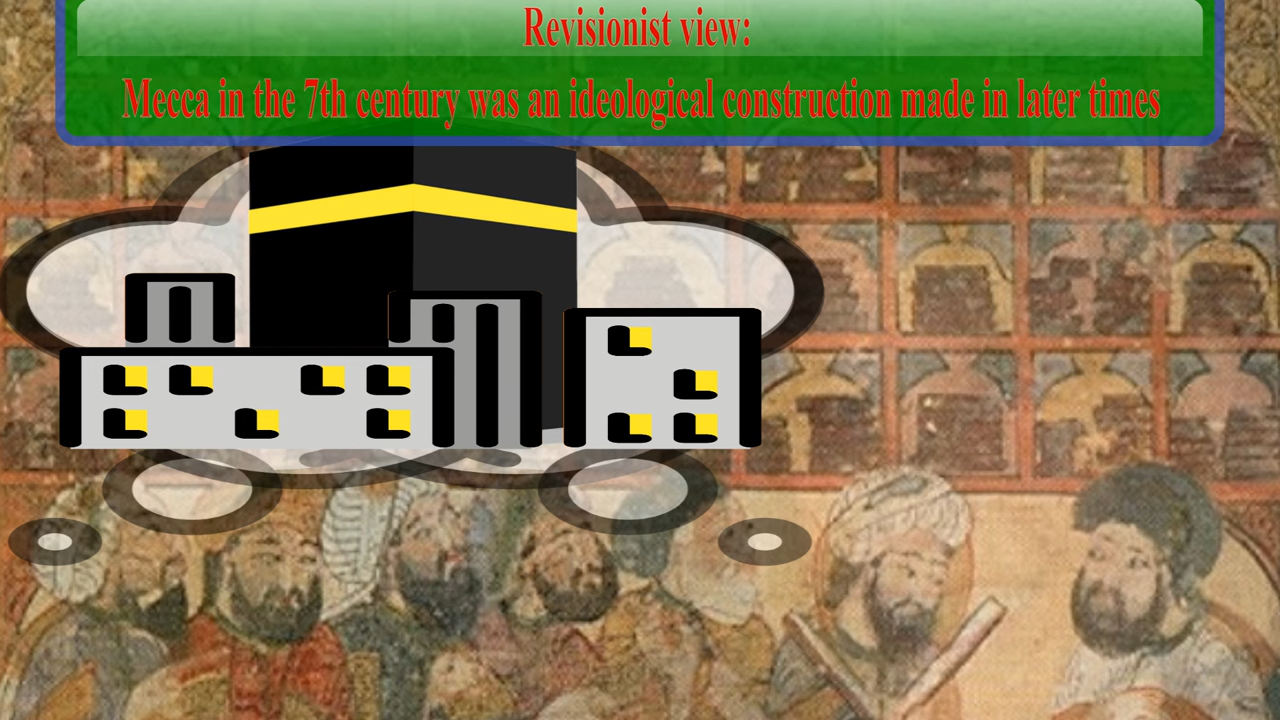 Revisionist view:
Mecca in the 7th century was an ideological construction made in later times